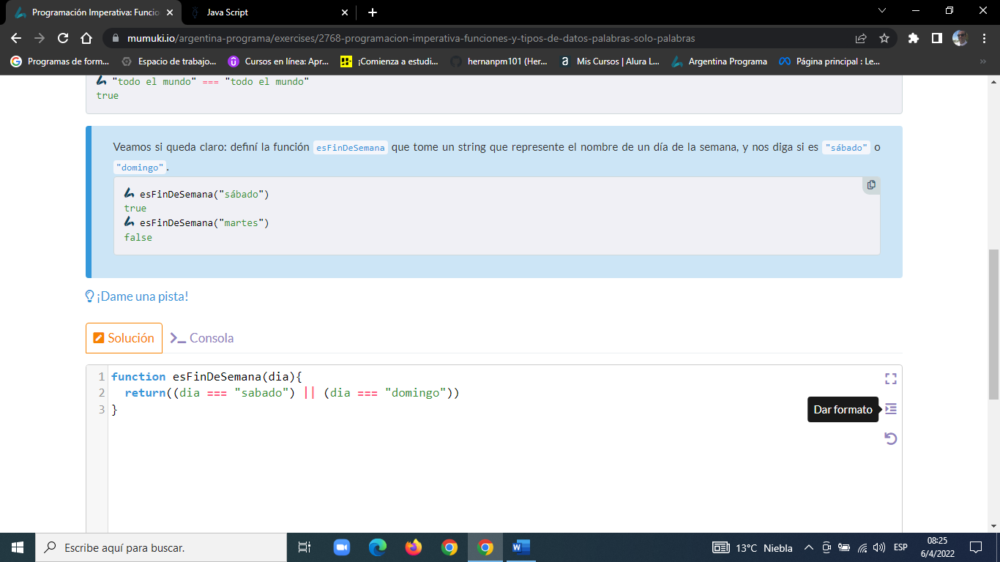 Programación Imperativa: Funcio
Java Script
mumuki.io/argentina-programa/exercises/2768-programacion-imperativa-funciones-y-tipos-de-datos-palabras-solo-palabras
Programas de form...
Espacio de trabajo...
Cursos en línea: Apr...
¡Comienza a estudi...
hernanpm101 (Her...
Mis Cursos | Alura L...
Argentina Programa
Página principal : Le...
"todo el mundo" === "todo el mundo"
true
Veamos si queda claro: definí la función esFinDeSemana que tome un string que represente el nombre de un día de la semana, y nos diga si es "sábado" o
"domingo".
esFinDeSemana("sábado")
true
esFinDeSemana("martes")
false
¡Dame una pista!
Solución
Consola
1 function esFinDeSemana(dia){
2 return((dia === "sabado") || (dia === "domingo"))
3 }
Dar formato
Escribe aquí para buscar.
13°C Niebla
ESP
08:25
6/4/2022